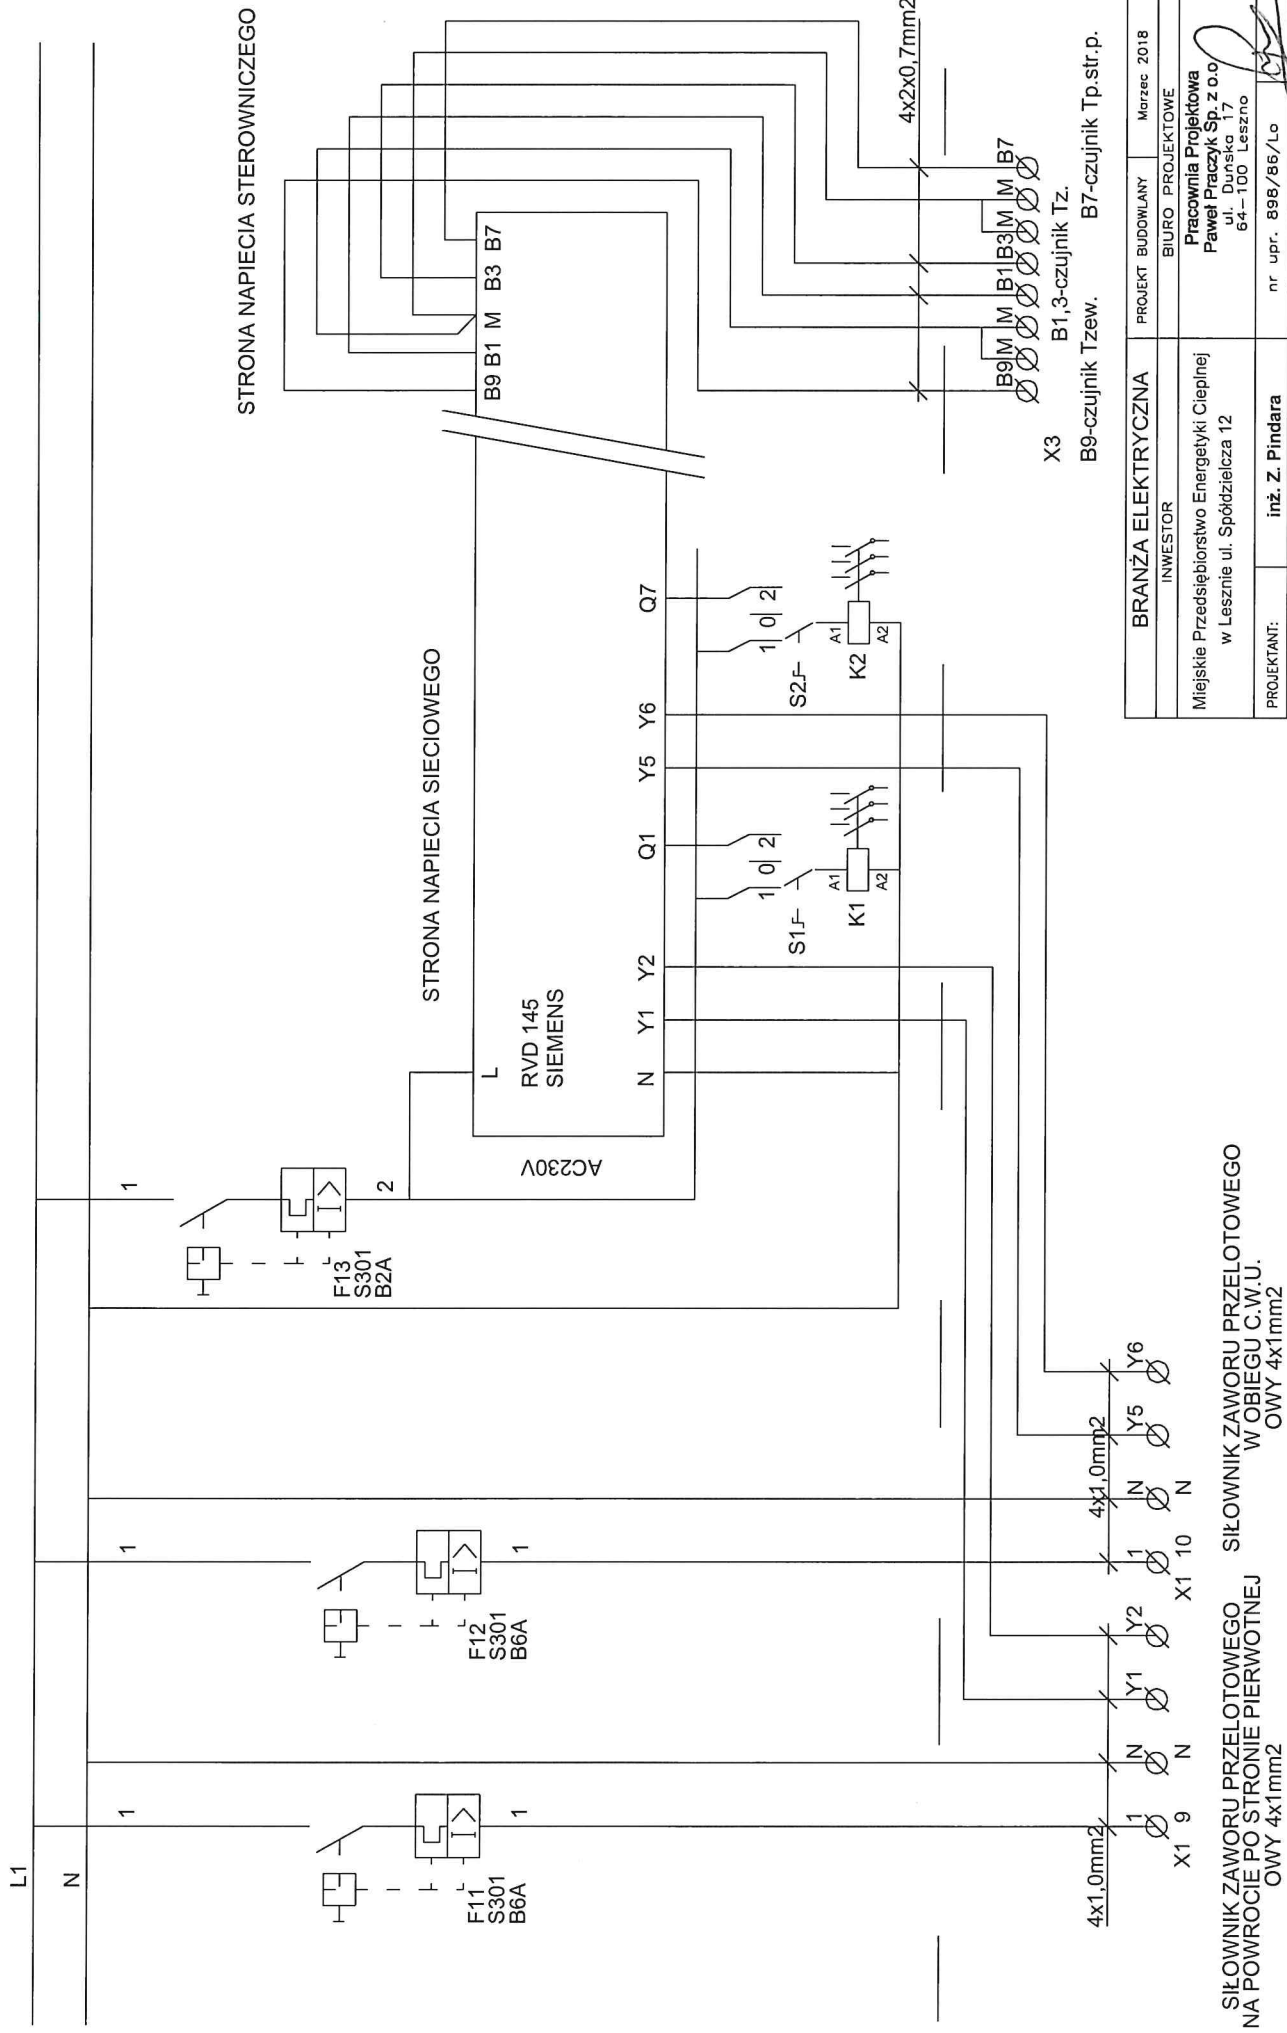 L1
N
1
1
1
F11
S301
B6A
F12
S301
B6A
F13
S301
B2A
1
1
2
STRONA NAPIECIA SIECIOWEGO
STRONA NAPIECIA STEROWNICZEGO
L
RVD 145
SIEMENS
AC230V
N Y1 Y2 Q1 Y5 Y6 Q7
B9 B1 M B3 B7
1 0 2
S1
A1
K1
A2
1 0 2
S2
A1
K2
A2
4x1,0mm2
1 N Y1 Y2
X1 9 N
4x1,0mm2
1 N Y5 Y6
X1 10 N
SIŁOWNIK ZAWORU PRZELOTOWEGO
NA POWROCIE PO STRONIE PIERWOTNEJ
OWY 4x1mm2
SIŁOWNIK ZAWORU PRZELOTOWEGO
W OBIEGU C.W.U.
OWY 4x1mm2
4x2x0,7mm2
B9 M M B1 B3 M M B7
X3
B1,3-czujnik Tz.
B9-czujnik Tzew.
B7-czujnik Tp.str.p.
BRANŻA ELEKTRYCZNA
PROJEKT BUDOWLANY
Marzec 2018
INWESTOR
BIURO PROJEKTOWE
Miejskie Przedsiębiorstwo Energetyki Cieplnej
w Lesznie ul. Spółdzielcza 12
Pracownia Projektowa
Paweł Praczyk Sp. z o.o.
ul. Duńska 17
64-100 Leszno
PROJEKTANT:
inż. Z. Pindara
nr upr. 898/86/Lo